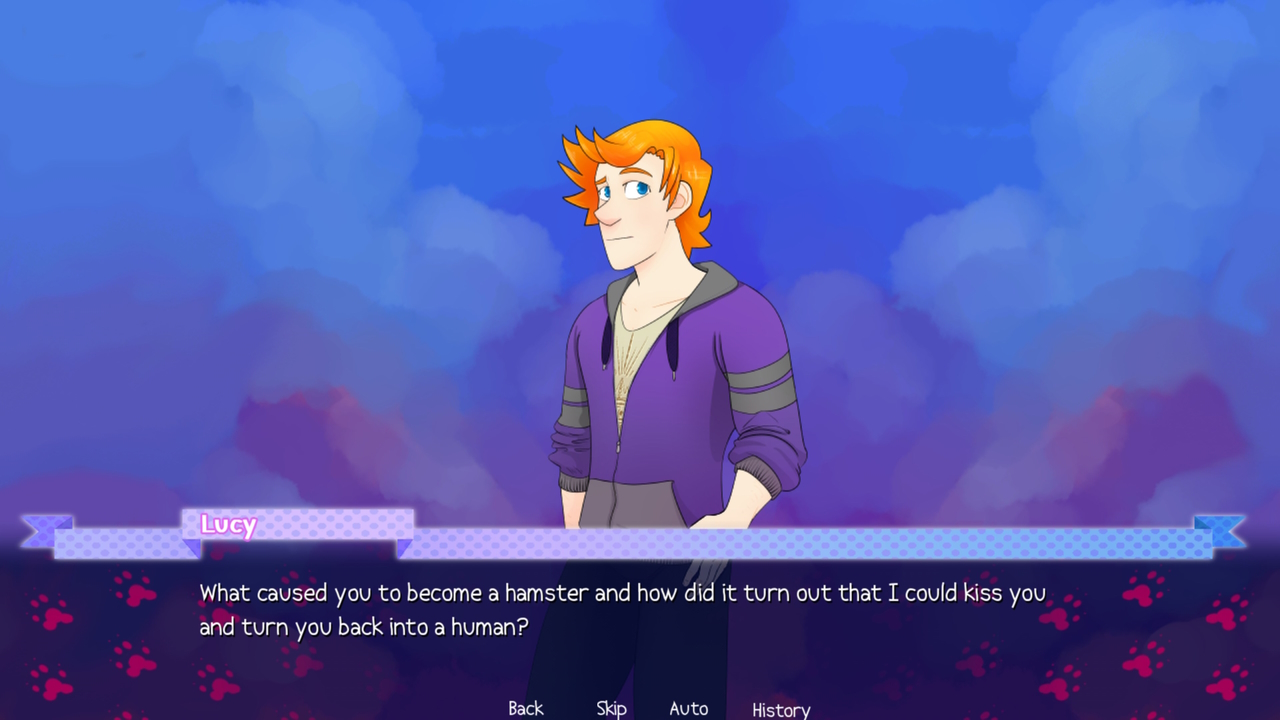 Lucy
What caused you to become a hamster and how did it turn out that I could kiss you
and turn you back into a human?
Back Skip Auto History